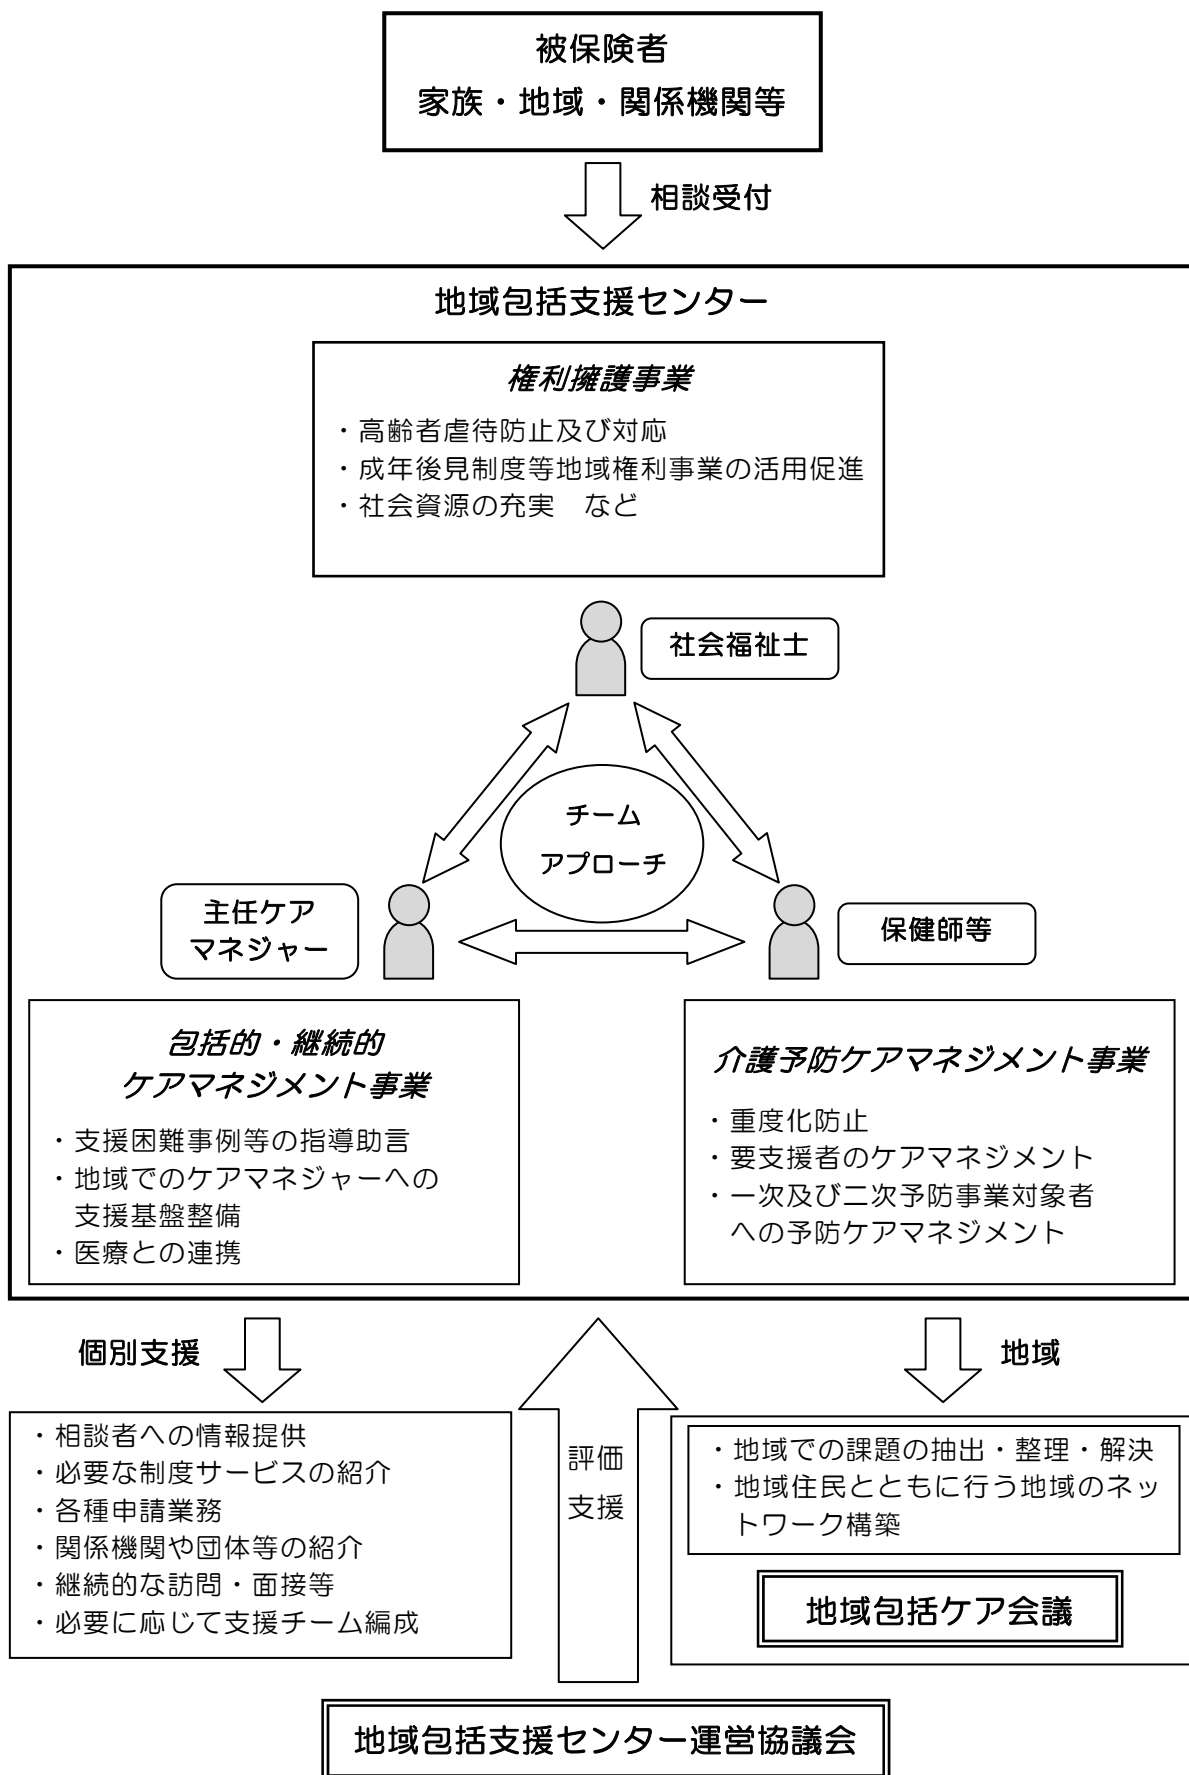 被保険者
家族・地域・関係機関等
相談受付
地域包括支援センター
権利擁護事業
・高齢者虐待防止及び対応
・成年後見制度等地域権利事業の活用促進
・社会資源の充実　など
社会福祉士
チーム
アプローチ
主任ケア
マネジャー
保健師等
包括的・継続的
ケアマネジメント事業
・支援困難事例等の指導助言
・地域でのケアマネジャーへの
支援基盤整備
・医療との連携
介護予防ケアマネジメント事業
・重度化防止
・要支援者のケアマネジメント
・一次及び二次予防事業対象者
への予防ケアマネジメント
個別支援
地域
・相談者への情報提供
・必要な制度サービスの紹介
・各種申請業務
・関係機関や団体等の紹介
・継続的な訪問・面接等
・必要に応じて支援チーム編成
評価
支援
・地域での課題の抽出・整理・解決
・地域住民とともに行う地域のネッ
トワーク構築
地域包括ケア会議
地域包括支援センター運営協議会